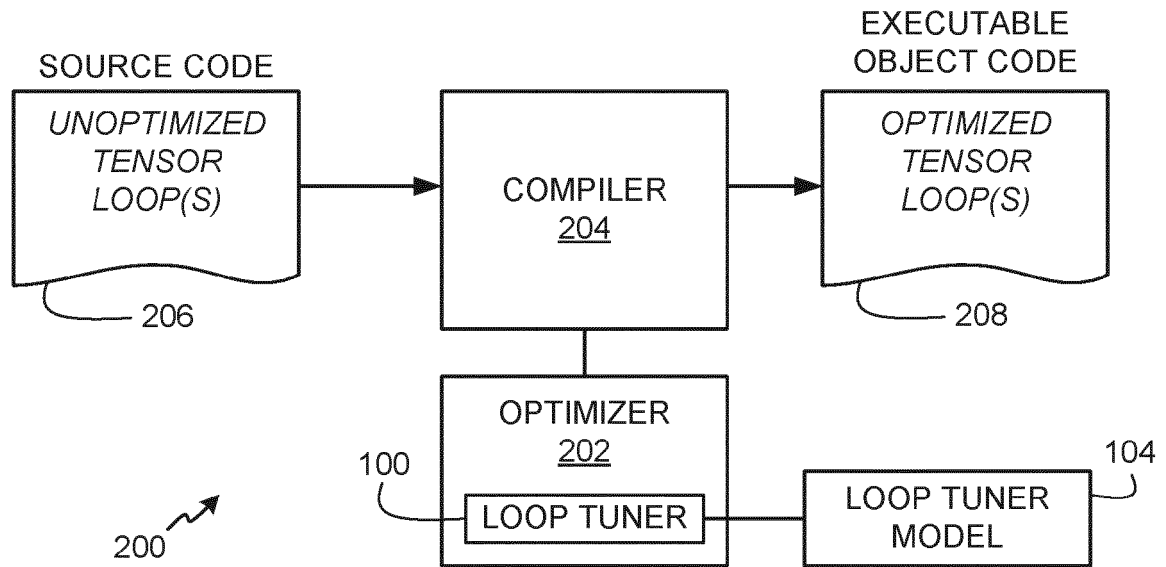 SOURCE CODE
UNOPTIMIZED
TENSOR
LOOP(S)
206
COMPILER
204
EXECUTABLE
OBJECT CODE
OPTIMIZED
TENSOR
LOOP(S)
208
OPTIMIZER
202
100
LOOP TUNER
104
LOOP TUNER
MODEL
200